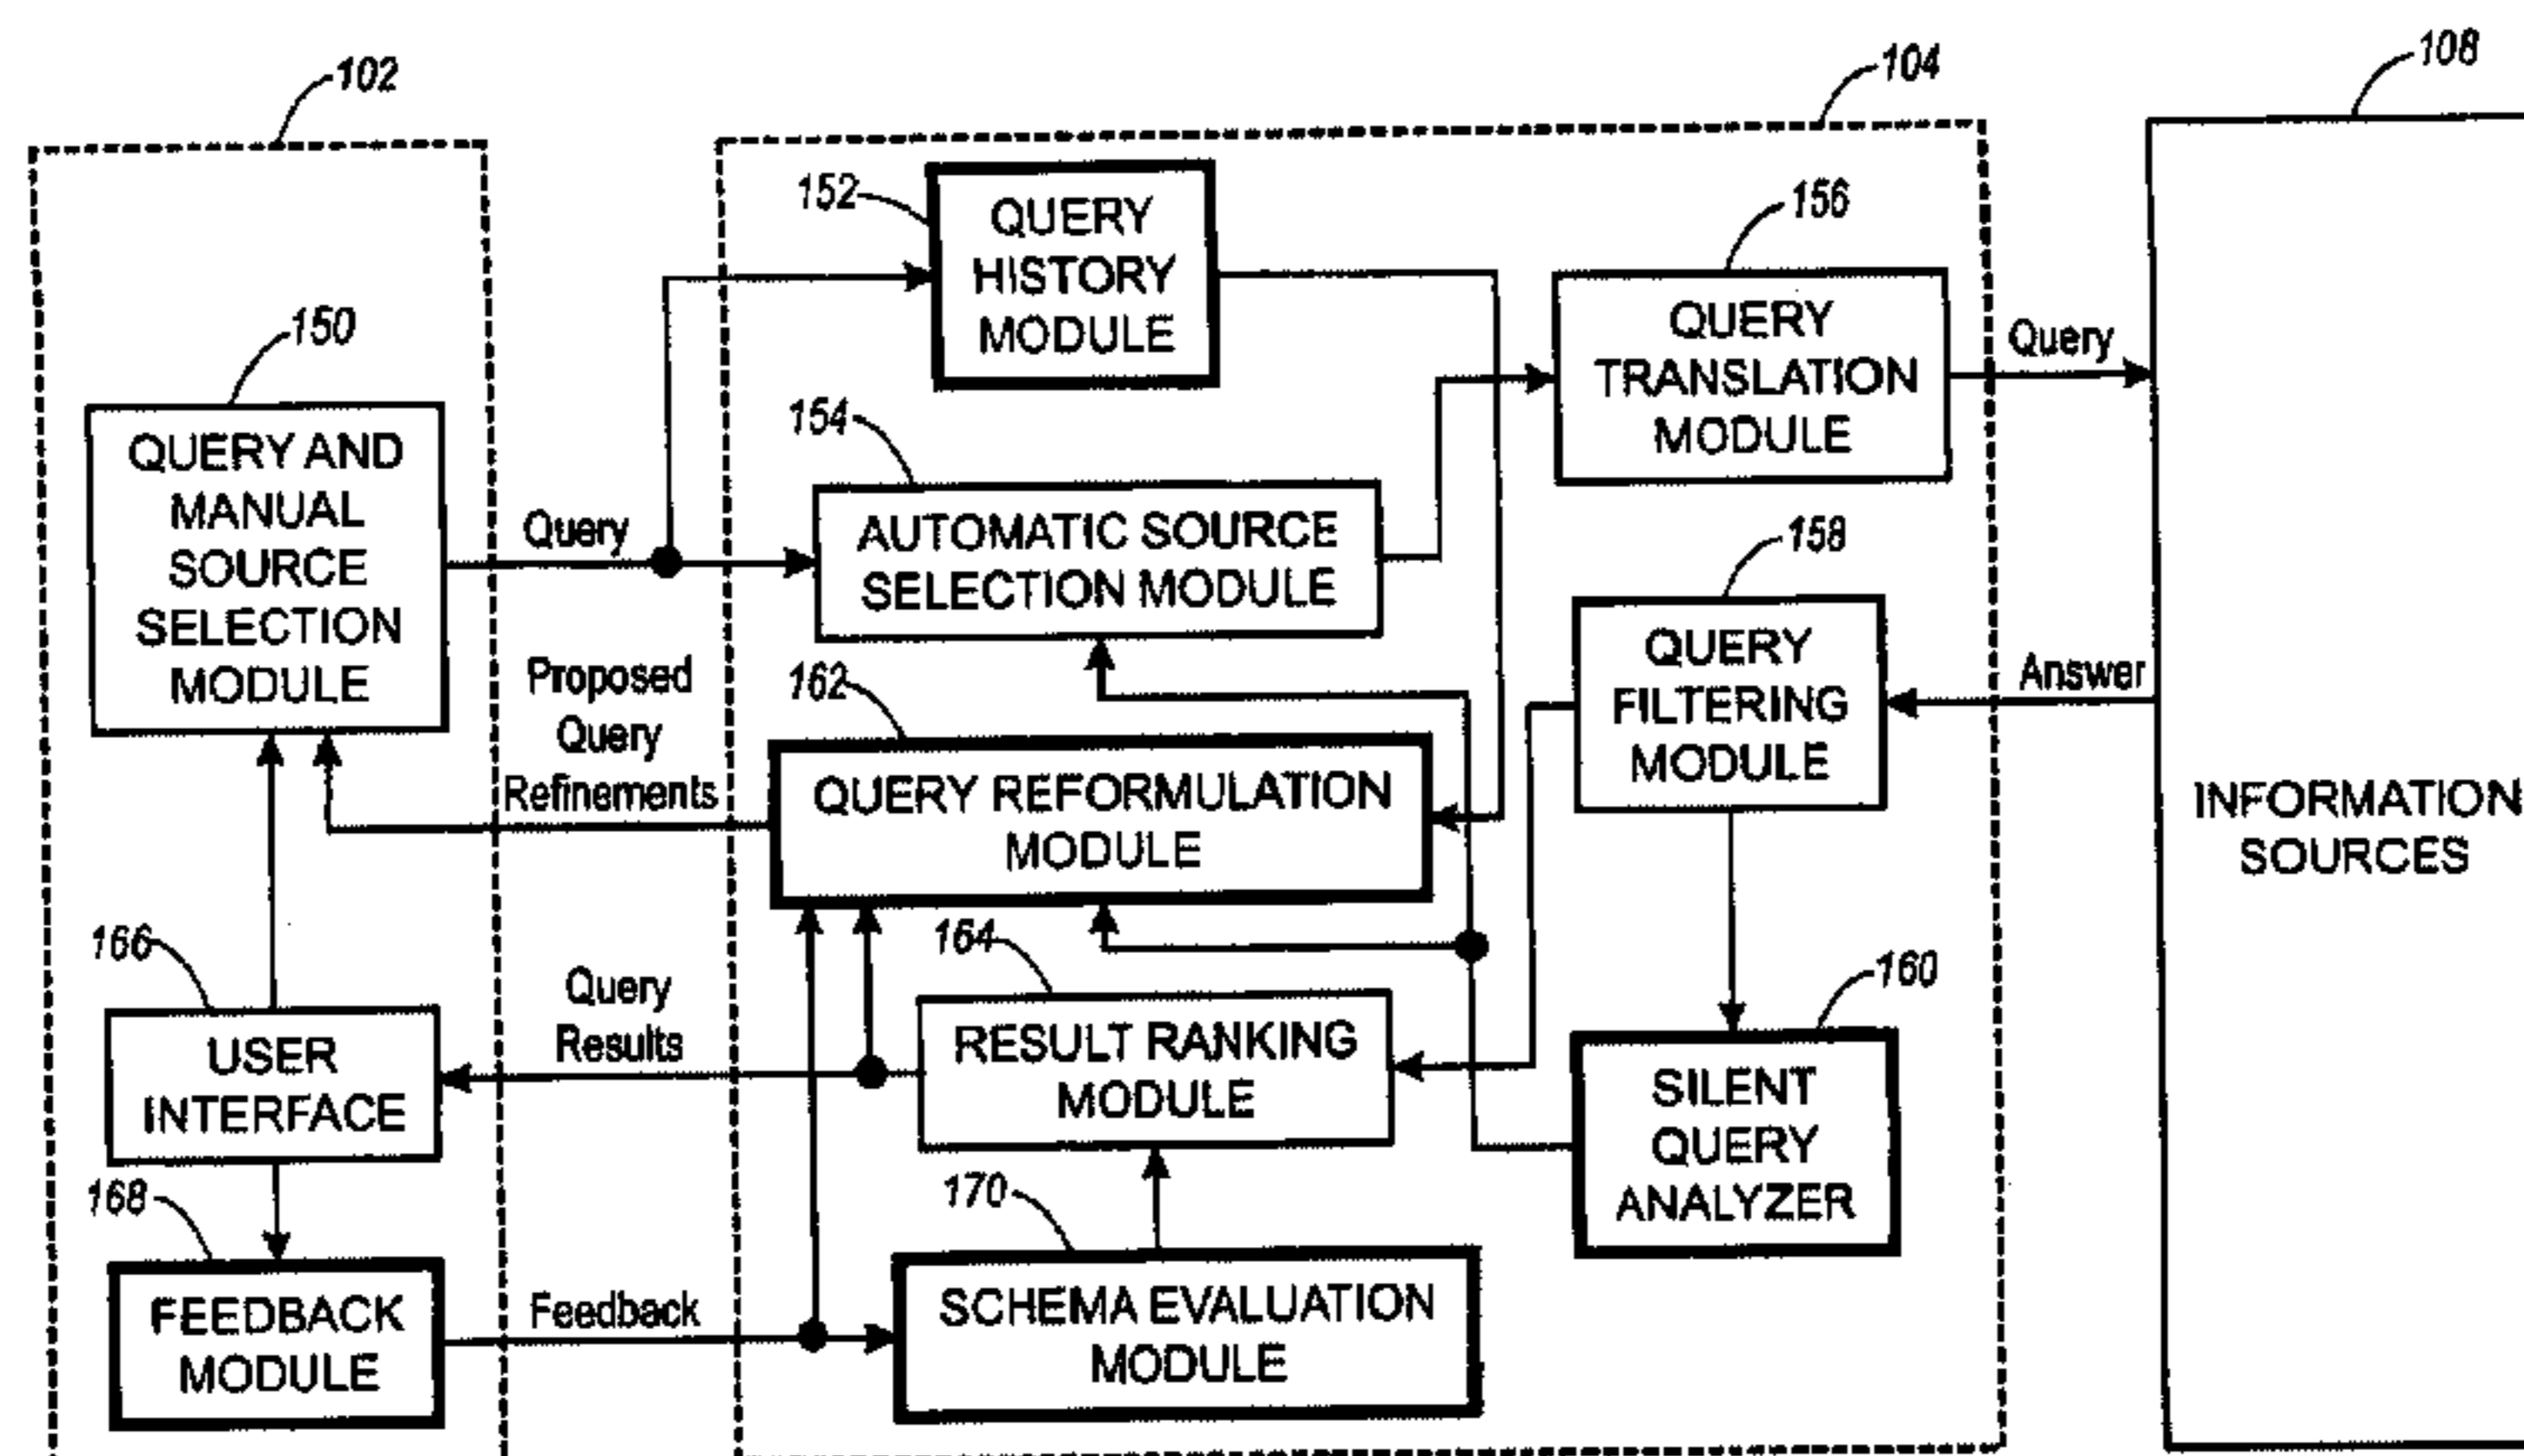 102
104
108
152
QUERY
HISTORY
MODULE
156
QUERY
TRANSLATION
MODULE
Query
150
QUERY AND
MANUAL
SOURCE
SELECTION
MODULE
Query
154
AUTOMATIC SOURCE
SELECTION MODULE
158
QUERY
FILTERING
MODULE
Answer
Proposed
Query
Refinements
162
QUERY REFORMULATION
MODULE
INFORMATION
SOURCES
166
USER
INTERFACE
Query
Results
164
RESULT RANKING
MODULE
160
SILENT
QUERY
ANALYZER
168
FEEDBACK
MODULE
Feedback
170
SCHEMA EVALUATION
MODULE